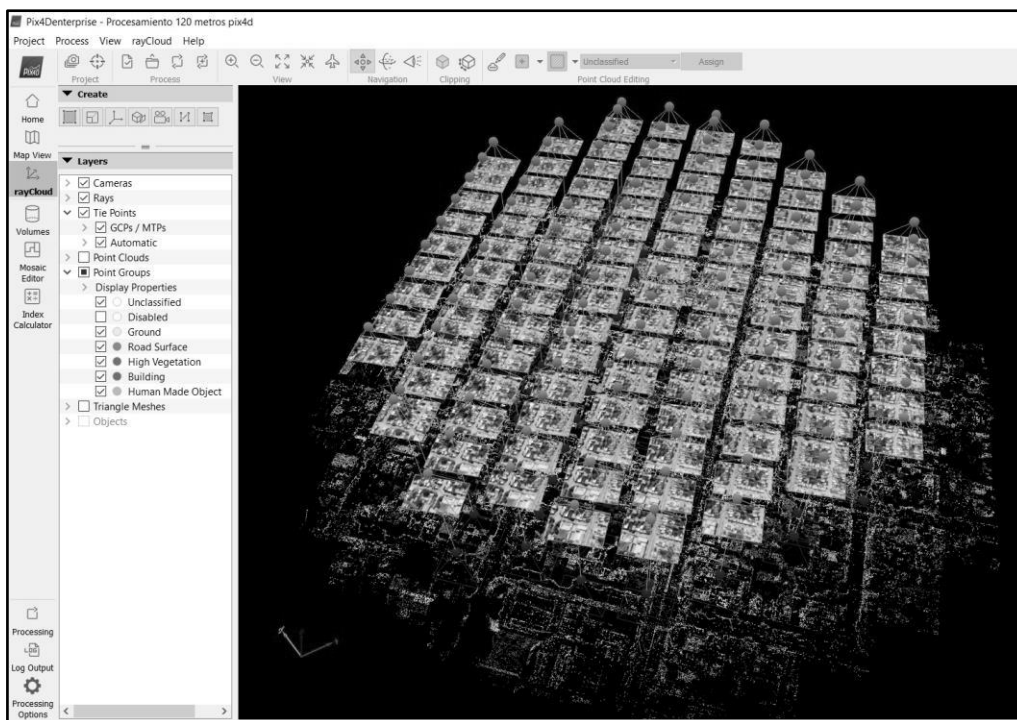 Pix4Denterprise - Procesamiento 120 metros pix4d
Project Process View rayCloud Help
Project Process View Navigation Clipping Point Cloud Editing
Unclassified Assign
Home
Map View
rayCloud
Volumes
Mosaic
Editor
Index
Calculator
Processing
Log Output
Processing
Options
Create
Layers
Cameras
Rays
Tie Points
GCPs / MTPs
Automatic
Point Clouds
Point Groups
Display Properties
Unclassified
Disabled
Ground
Road Surface
High Vegetation
Building
Human Made Object
Triangle Meshes
Objects